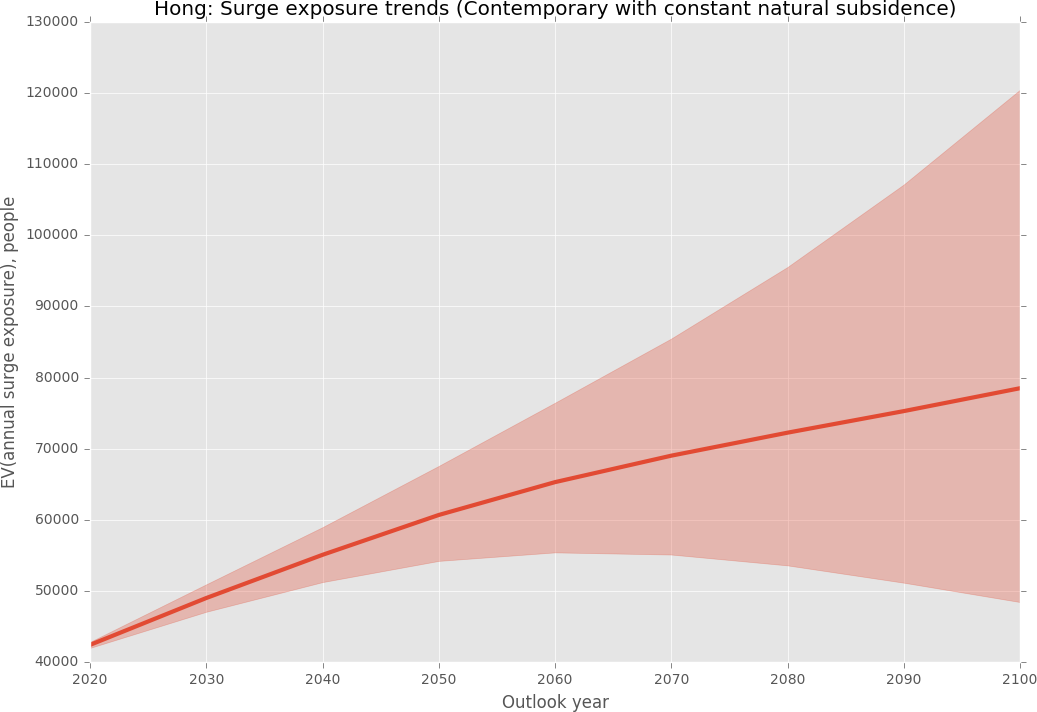 Hong: Surge exposure trends (Contemporary with constant natural subsidence)
EV(annual surge exposure), people
130000
120000
110000
100000
90000
80000
70000
60000
50000
40000
2020 2030 2040 2050 2060 2070 2080 2090 2100
Outlook year